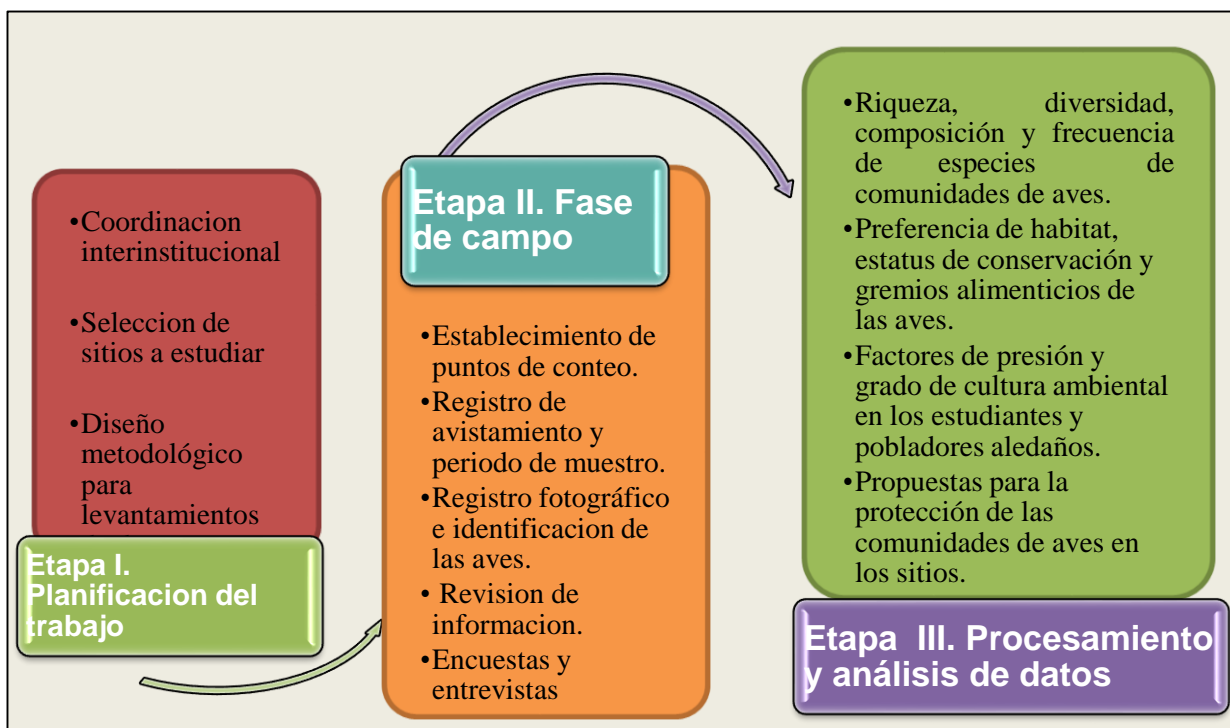 •Coordinacion
interinstitucional
•Seleccion de
sitios a estudiar
•Diseño
metodológico
para
levantamientos
Etapa I.
Planificacion del
trabajo
Etapa II. Fase
de campo
•Establecimiento de
puntos de conteo.
•Registro de
avistamiento y
periodo de muestro.
•Registro fotográfico
e identificacion de
las aves.
• Revision de
informacion.
•Encuestas y
entrevistas
•Riqueza, diversidad,
composición y frecuencia
de especies de
comunidades de aves.
•Preferencia de habitat,
estatus de conservación y
gremios alimenticios de
las aves.
•Factores de presión y
grado de cultura ambiental
en los estudiantes y
pobladores aledaños.
•Propuestas para la
protección de las
comunidades de aves en
los sitios.
Etapa III. Procesamiento
y análisis de datos